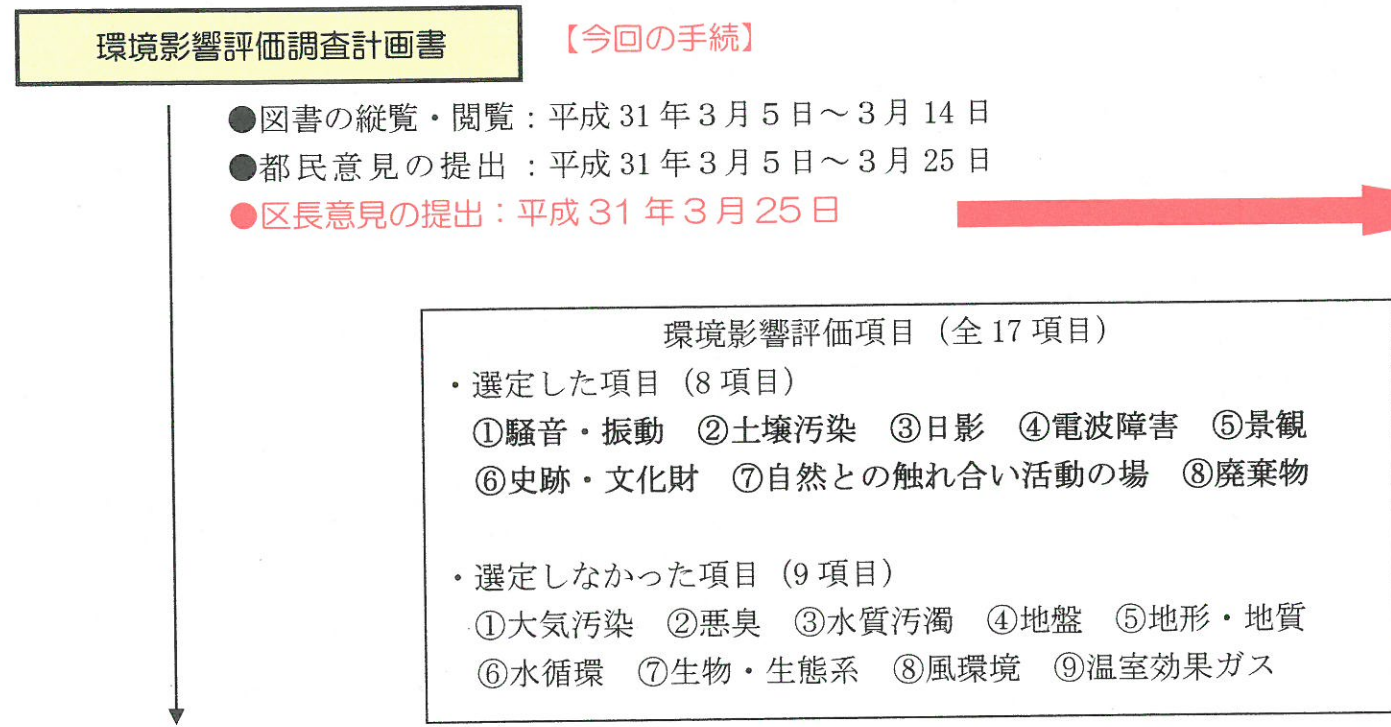 環境影響評価調査計画書
【今回の手続】
●図書の縦覧・閲覧：平成31年3月5日～3月14日
●都民意見の提出：平成31年3月5日～3月25日
●区長意見の提出：平成31年3月25日
環境影響評価項目（全17項目）
・選定した項目（8項目）
①騒音・振動　②土壌汚染　③日影　④電波障害　⑤景観
⑥史跡・文化財　⑦自然との触れ合い活動の場　⑧廃棄物
・選定しなかった項目（9項目）
①大気汚染　②悪臭　③水質汚濁　④地盤　⑤地形・地質
⑥水循環　⑦生物・生態系　⑧風環境　⑨温室効果ガス